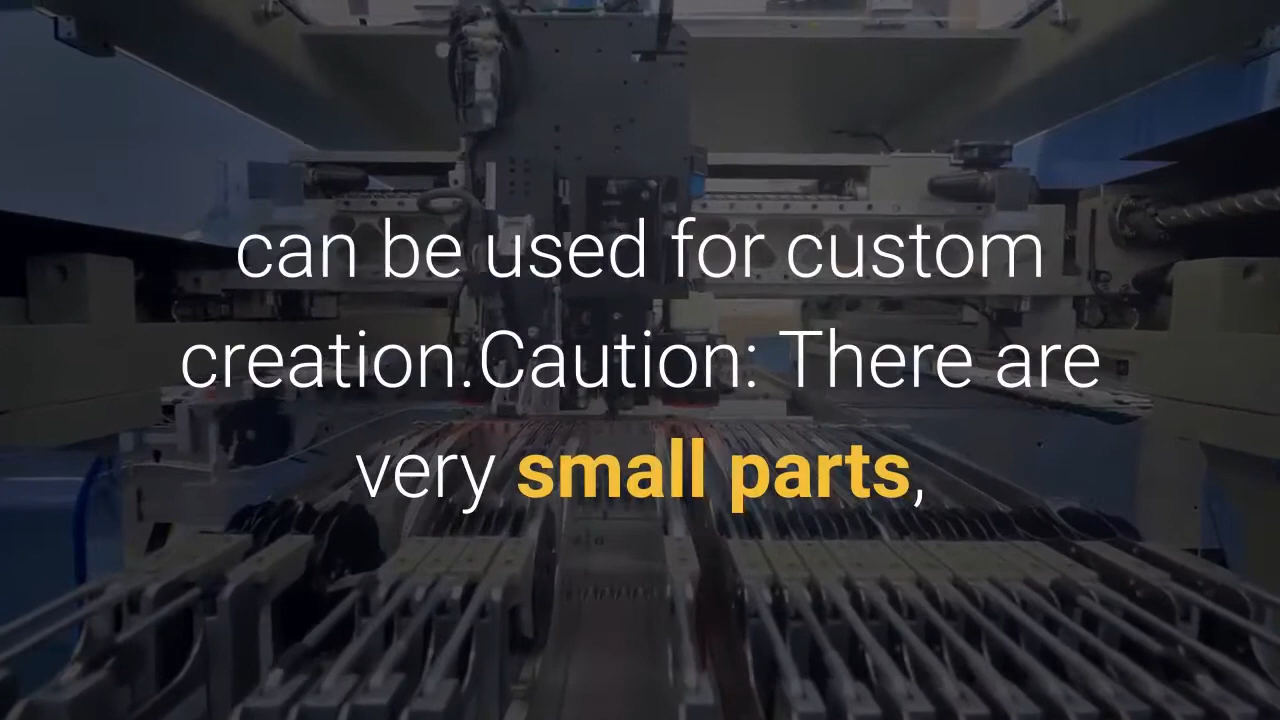 can be used for custom
creation.Caution: There are
very small parts,